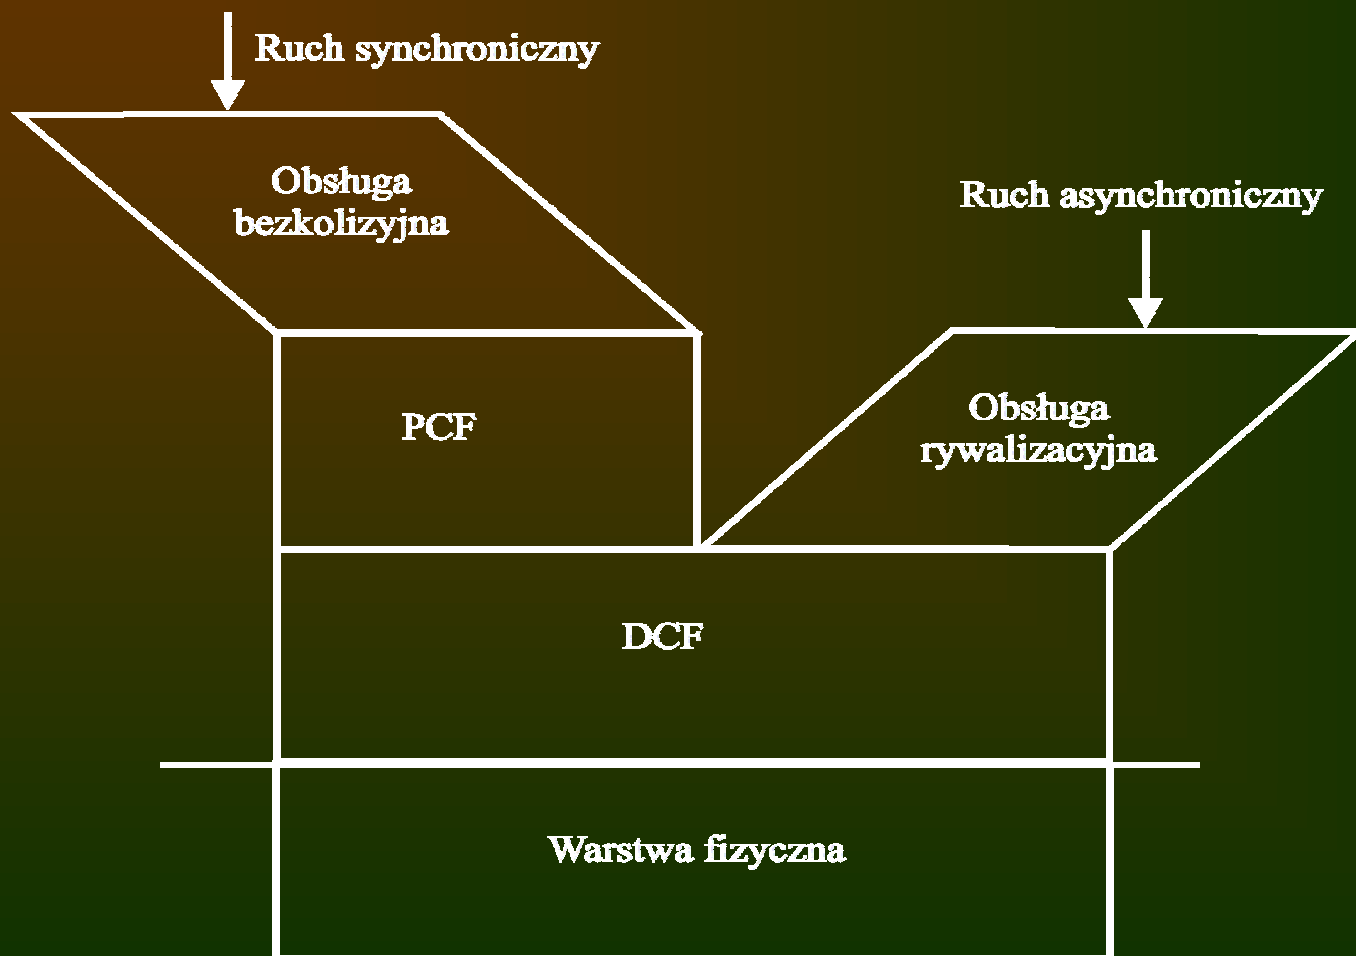 Ruch synchroniczny
Obsługa
bezkolizyjna
Ruch asynchroniczny
PCF
Obsługa
rywalizacyjna
DCF
Warstwa fizyczna